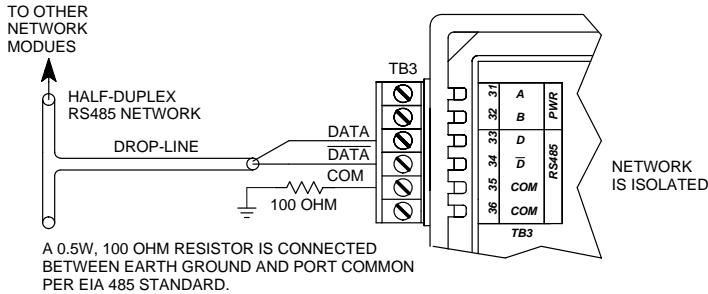 TO OTHER
NETWORK
MODUES
HALF-DUPLEX
RS485 NETWORK
DROP-LINE
TB3
DATA
D̅A̅T̅A̅
COM
100 OHM
31 A
32 B
PWR
33 D
34 D̅
35 COM
36 COM
RS485
TB3
NETWORK
IS ISOLATED
A 0.5W, 100 OHM RESISTOR IS CONNECTED
BETWEEN EARTH GROUND AND PORT COMMON
PER EIA 485 STANDARD.